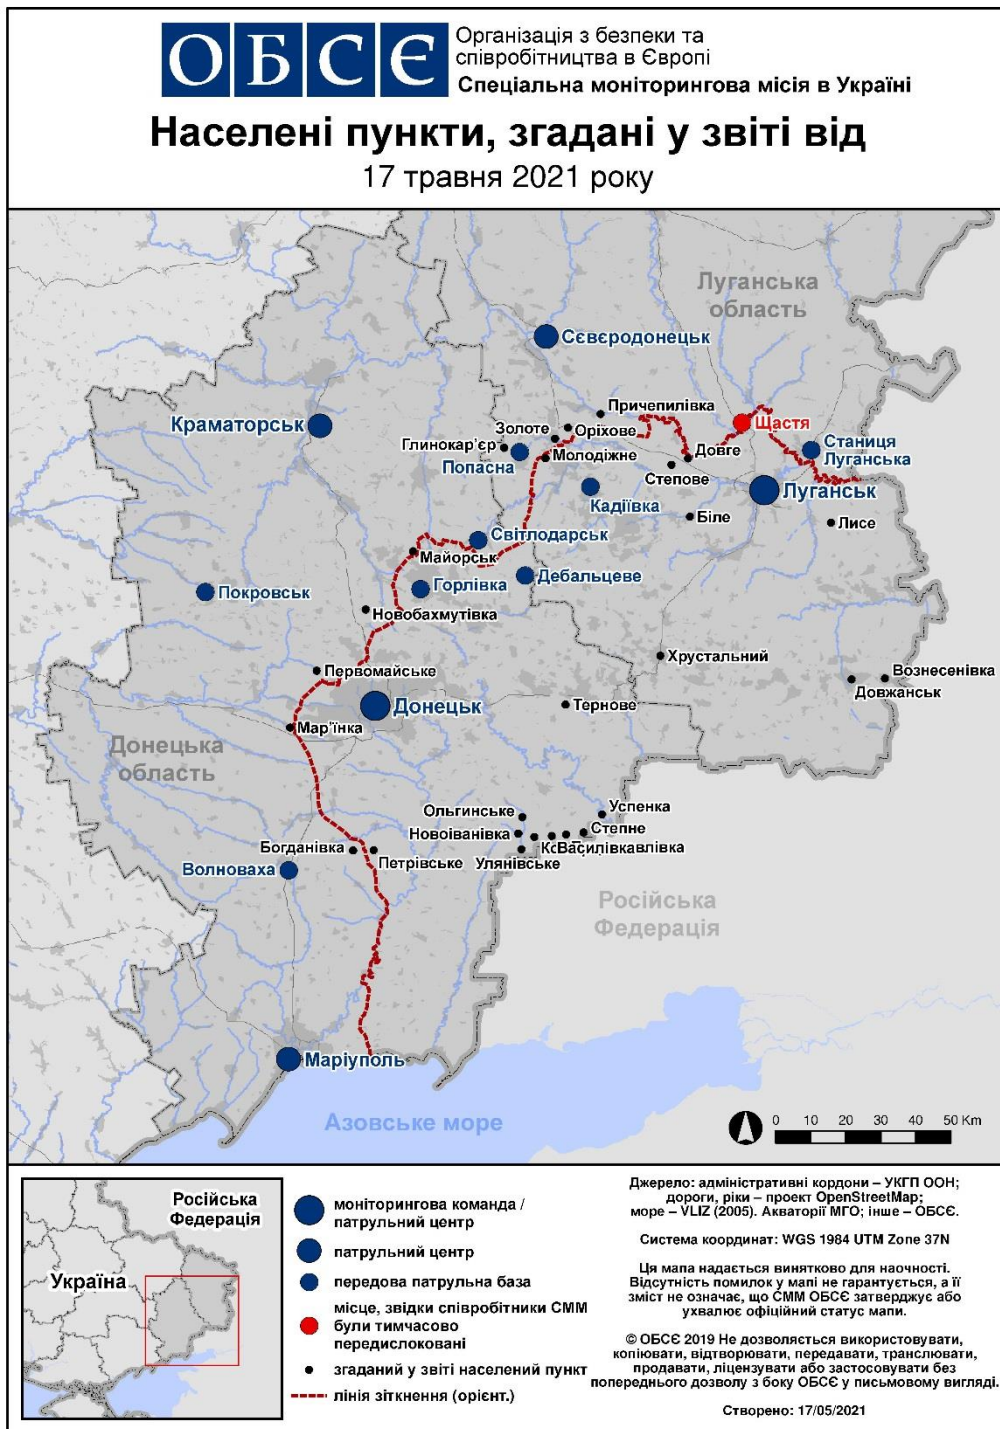 ОБСЄ
Організація з безпеки та
співробітництва в Європі
Спеціальна моніторингова місія в Україні
Населені пункти, згадані у звіті від
17 травня 2021 року
Луганська
область
Сєвєродонецьк
Причепилівка
Краматорськ
Золоте
Оріхове
Щастя
Глинокар'єр
Молодіжне
Довге
Станиця
Луганська
Попасна
Степове
Луганськ
Кадіївка
Біле
Лисе
Світлодарськ
Майорськ
Дебальцеве
Покровськ
Горлівка
Новобахмутівка
Хрустальний
Первомайське
Вознесенівка
Довжанськ
Донецьк
Тернове
Мар'їнка
Донецька
область
Ольгинське
Успенка
Новоіванівка
Степне
Богданівка
Василівка
Петрівське
Улянівське
Волноваха
Російська
Федерація
Маріуполь
Азовське море
0 10 20 30 40 50 Km
Російська
Федерація
Україна
моніторингова команда /
патрульний центр
патрульний центр
передова патрульна база
місце, звідки співробітники СММ
були тимчасово
передислоковані
згаданий у звіті населений пункт
лінія зіткнення (орієнт.)
Джерело: адміністративні кордони – УКГП ООН;
дороги, ріки – проект OpenStreetMap;
море – VLIZ (2005). Акваторії МГО; інше – ОБСЄ.
Система координат: WGS 1984 UTM Zone 37N
Ця мапа надається винятково для наочності.
Відсутність помилок у мапі не гарантується, а її
зміст не означає, що СММ ОБСЄ затверджує або
ухвалює офіційний статус мапи.
© ОБСЄ 2019 Не дозволяється використовувати,
копіювати, відтворювати, передавати, транслювати,
продавати, ліцензувати або застосовувати без
попереднього дозволу з боку ОБСЄ у письмовому вигляді.
Створено: 17/05/2021